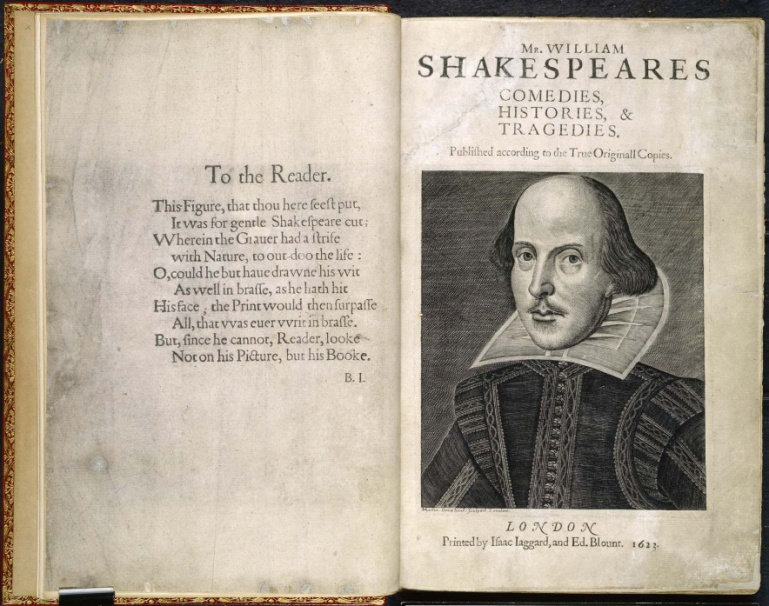 To the Reader.
This Figure, that thou here ſeeſt put,
It was for gentle Shakeſpeare cut;
Wherein the Grauer had a ſtrife
with Nature, to out-doo the life :
O, could he but haue drawne his wit
As well in braſſe, as he hath hit
His face ; the Print would then ſurpaſſe
All, that vvas euer vvrit in braſſe.
But, ſince he cannot, Reader, looke
Not on his Picture, but his Booke.
B. I.
Mr. WILLIAM
SHAKESPEARES
COMEDIES,
HISTORIES, &
TRAGEDIES.
Publiſhed according to the True Originall Copies.
LONDON
Printed by Iſaac Iaggard, and Ed. Blount. 1623.